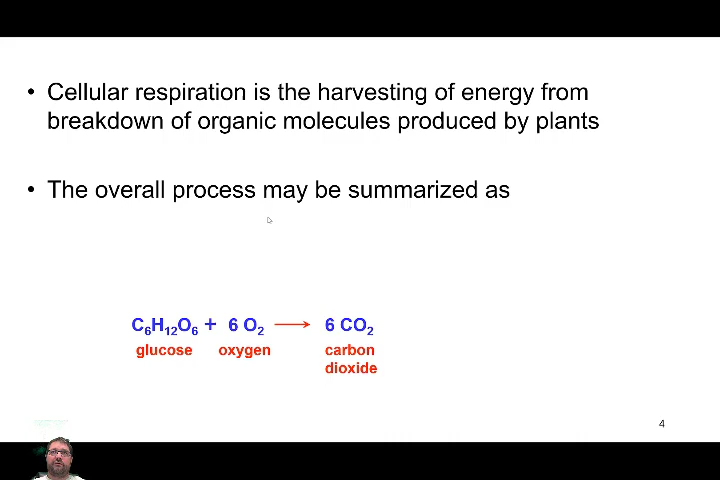 • Cellular respiration is the harvesting of energy from
breakdown of organic molecules produced by plants
• The overall process may be summarized as
C₆H₁₂O₆ + 6 O₂ ⟶ 6 CO₂
glucose oxygen carbon
dioxide
4